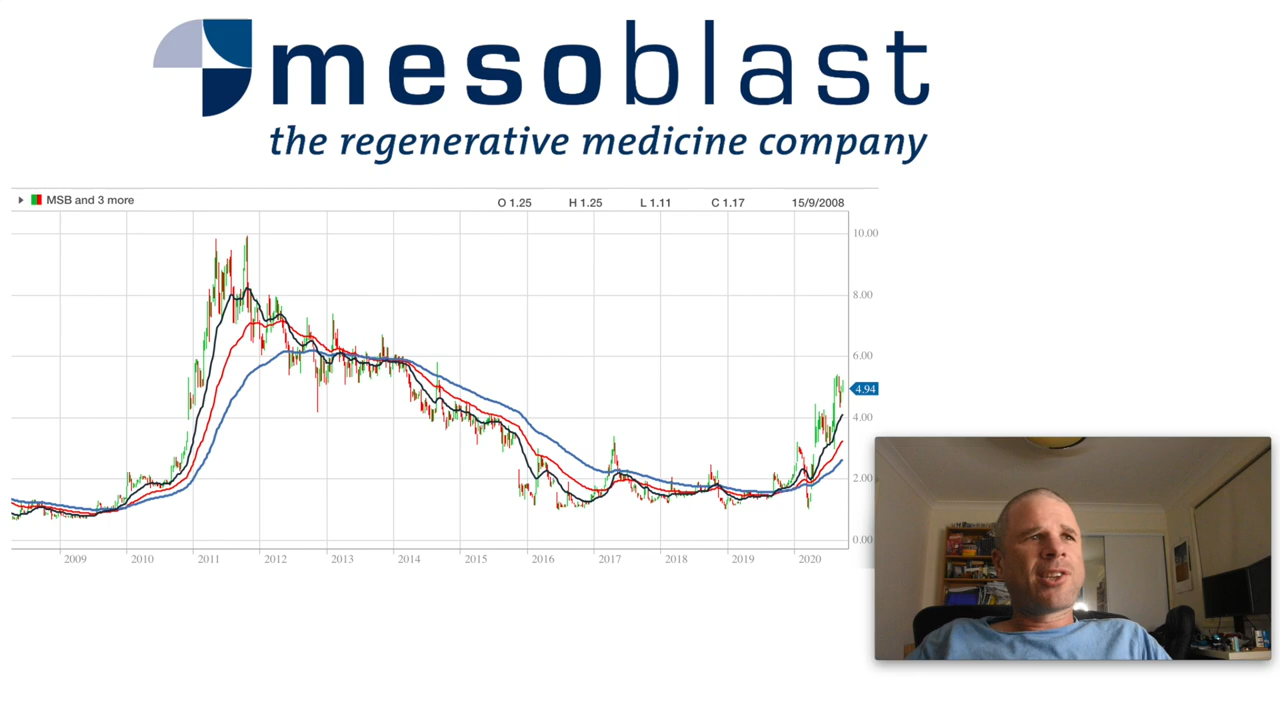 mesoblast
the regenerative medicine company
MSB and 3 more
O 1.25 H 1.25 L 1.11 C 1.17 15/9/2008
10.00
8.00
6.00
4.94
4.00
2.00
0.00
2009 2010 2011 2012 2013 2014 2015 2016 2017 2018 2019 2020